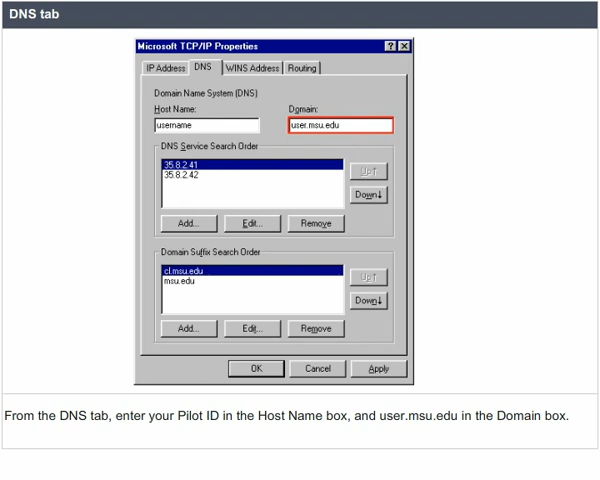 DNS tab
Microsoft TCP/IP Properties
IP Address DNS WINS Address Routing
Domain Name System (DNS)
Host Name: Domain:
username user.msu.edu
DNS Service Search Order
35.8.2.41
35.8.2.42
Up↑
Down↓
Add... Edit... Remove
Domain Suffix Search Order
cl.msu.edu
msu.edu
Up↑
Down↓
Add... Edit... Remove
OK Cancel Apply
From the DNS tab, enter your Pilot ID in the Host Name box, and user.msu.edu in the Domain box.